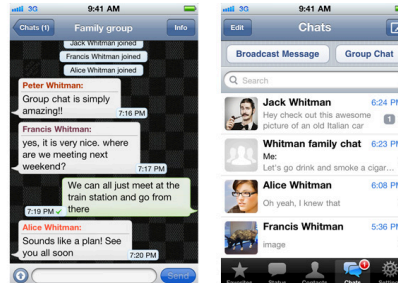 3G
9:41 AM
Chats (1)
Family group
Info
Jack Whitman joined
Francis Whitman joined
Alice Whitman joined
Peter Whitman:
Group chat is simply
amazing!!
7:16 PM
Francis Whitman:
yes, it is very nice. where
are we meeting next
weekend?
7:17 PM
We can all just meet at the
train station and go from
there
7:19 PM
Alice Whitman:
Sounds like a plan! See
you all soon
7:20 PM
Send
3G
9:41 AM
Edit
Chats
Broadcast Message
Group Chat
Search
Jack Whitman
6:24 PM
Hey check out this awesome
picture of an old Italian car
1
Whitman family chat
6:23 PM
Me:
Let's go drink and smoke a cigar...
Alice Whitman
6:08 PM
Oh yeah, I knew that
Francis Whitman
5:36 PM
image
Favorites
Status
Contacts
Chats